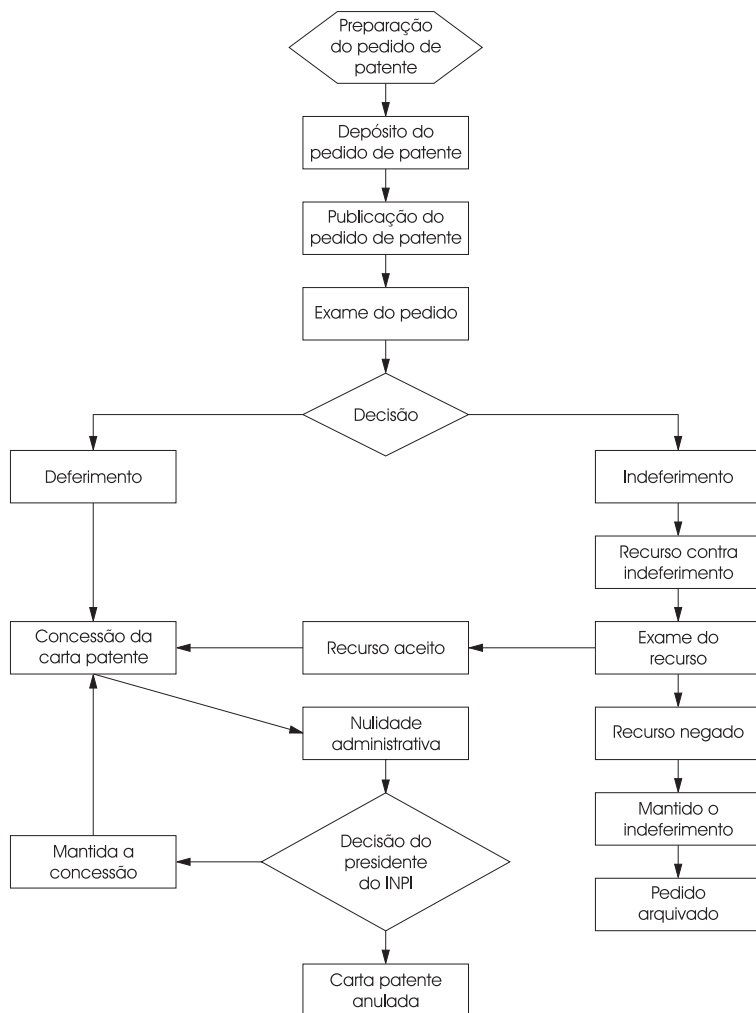 Preparação
do pedido de
patente
Depósito do
pedido de patente
Publicação do
pedido de patente
Exame do pedido
Decisão
Deferimento
Indeferimento
Recurso contra
indeferimento
Concessão da
carta patente
Recurso aceito
Exame do
recurso
Nulidade
administrativa
Recurso negado
Mantida a
concessão
Decisão do
presidente
do INPI
Mantido o
indeferimento
Pedido
arquivado
Carta patente
anulada